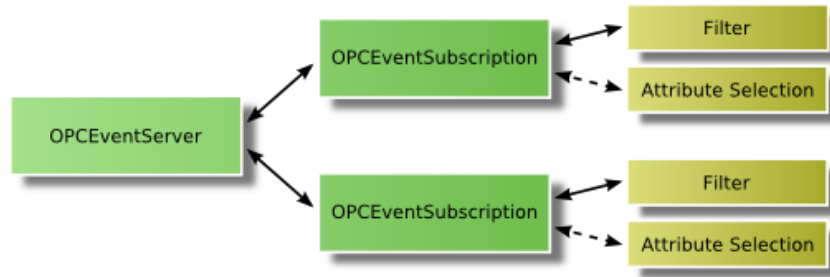 OPCEventServer
OPCEventSubscription
Filter
Attribute Selection
OPCEventSubscription
Filter
Attribute Selection